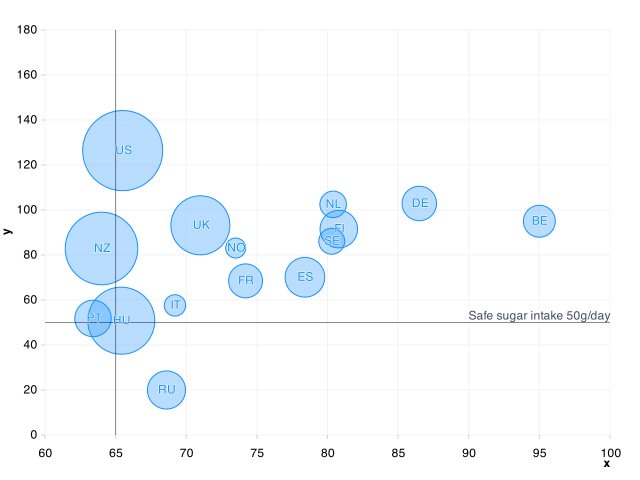 180
160
140
120
100
80
60
40
20
0
y
US
NZ
UK
NO
NL
FI
SE
DE
BE
FR
ES
IT
PT
HU
RU
Safe sugar intake 50g/day
60 65 70 75 80 85 90 95 100
x